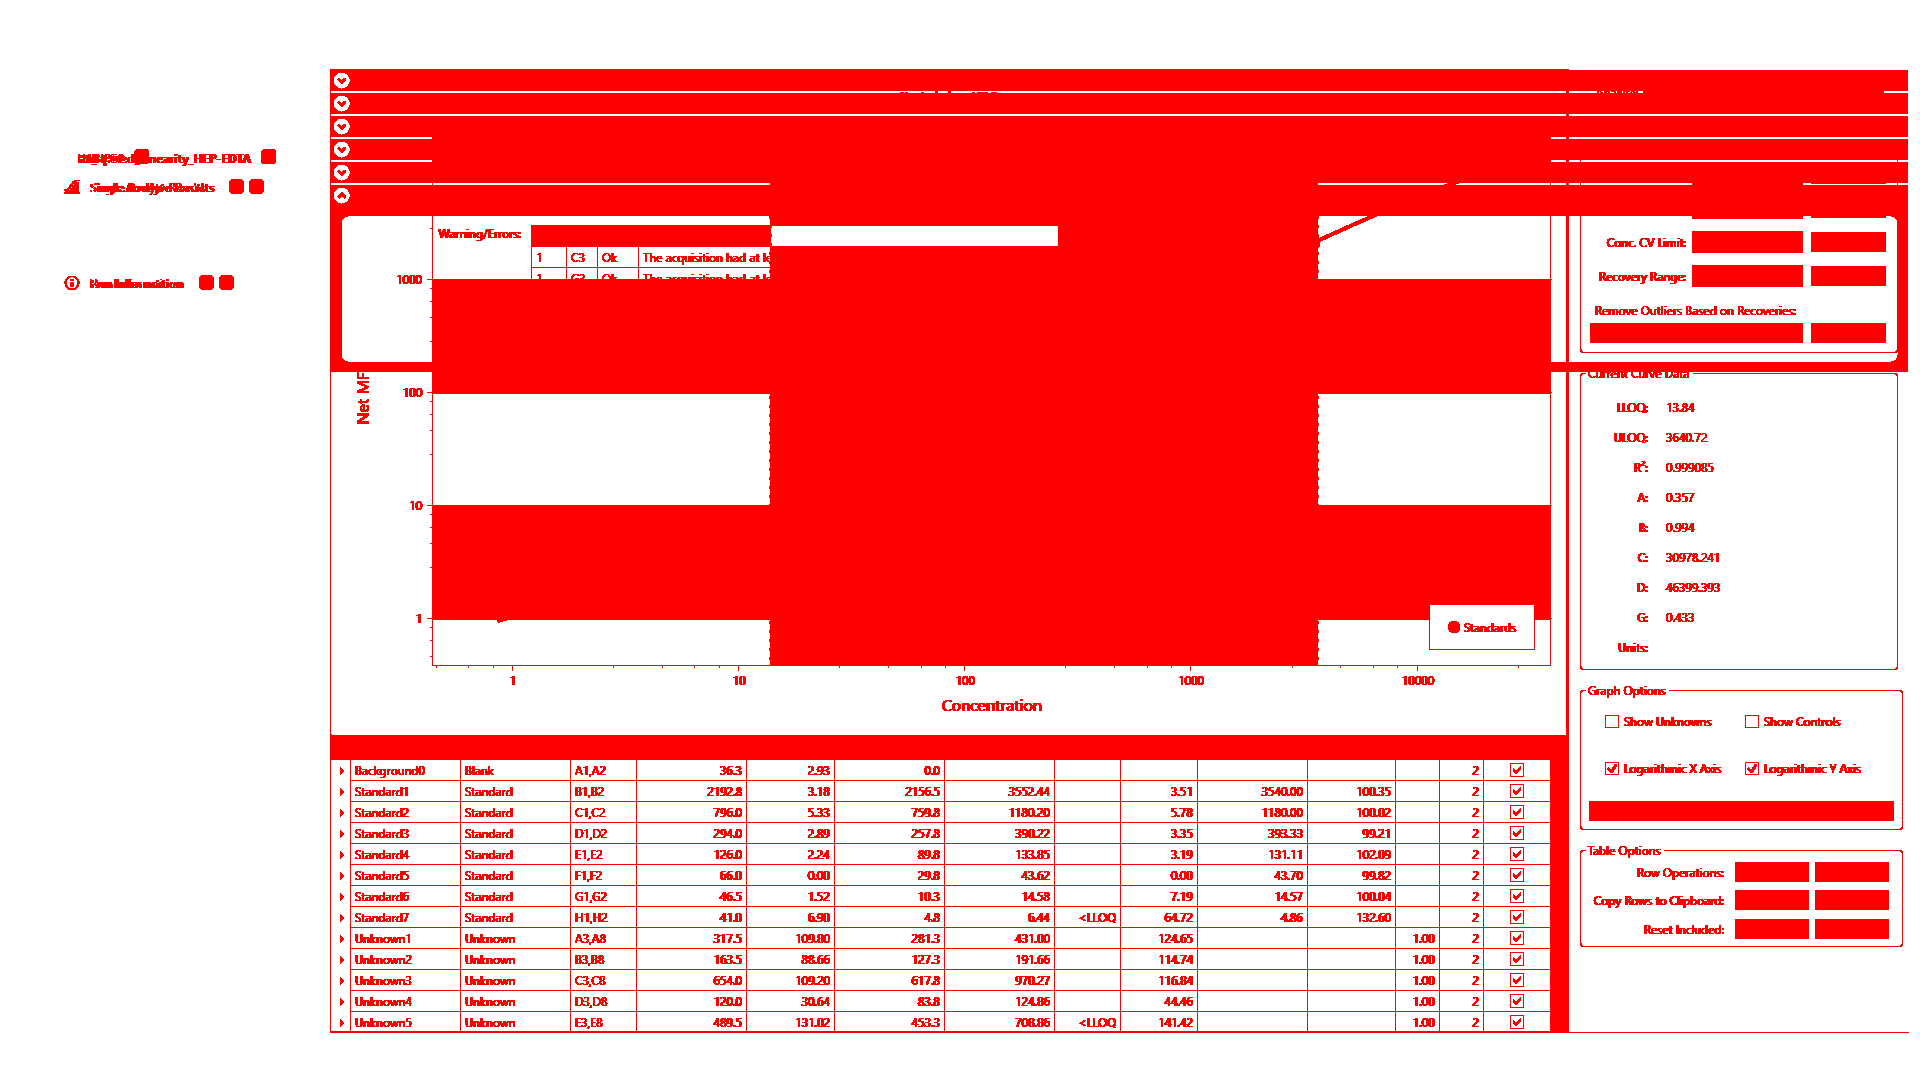 Warning/Errors:
1 C3 Ok The acquisition had at le
Conc. CV Limit:
Recovery Range:
Remove Outliers Based on Recoveries:
1000
100
10
1
Net MF
1 10 100 1000 10000
Concentration
Standards
Current Curve Data
LLOQ: 13.84
ULOQ: 3640.72
R²: 0.999085
A: 0.357
B: 0.994
C: 30978.241
D: 46399.393
G: 0.433
Units:
Graph Options
Show Unknowns Show Controls
Logarithmic X Axis Logarithmic Y Axis
Table Options
Row Operations:
Copy Rows to Clipboard:
Reset Included:
Background0 Blank A1,A2 36.3 2.93 0.0 2
Standard1 Standard B1,B2 2192.8 3.18 2156.5 3552.44 3.51 3540.00 100.35 2
Standard2 Standard C1,C2 796.0 5.33 759.8 1180.20 5.78 1180.00 100.02 2
Standard3 Standard D1,D2 294.0 2.89 257.8 390.22 3.35 393.33 99.21 2
Standard4 Standard E1,E2 126.0 2.24 89.8 133.85 3.19 131.11 102.09 2
Standard5 Standard F1,F2 66.0 0.00 29.8 43.62 0.00 43.70 99.82 2
Standard6 Standard G1,G2 46.5 1.52 10.3 14.58 7.19 14.57 100.04 2
Standard7 Standard H1,H2 41.0 6.90 4.8 6.44 <LLOQ 64.72 4.86 132.60 2
Unknown1 Unknown A3,A8 317.5 109.80 281.3 431.00 124.65 1.00 2
Unknown2 Unknown B3,B8 163.5 88.66 127.3 191.66 114.74 1.00 2
Unknown3 Unknown C3,C8 654.0 109.20 617.8 970.27 116.84 1.00 2
Unknown4 Unknown D3,D8 120.0 30.64 83.8 124.86 44.46 1.00 2
Unknown5 Unknown E3,E8 489.5 131.02 453.3 708.86 <LLOQ 141.42 1.00 2